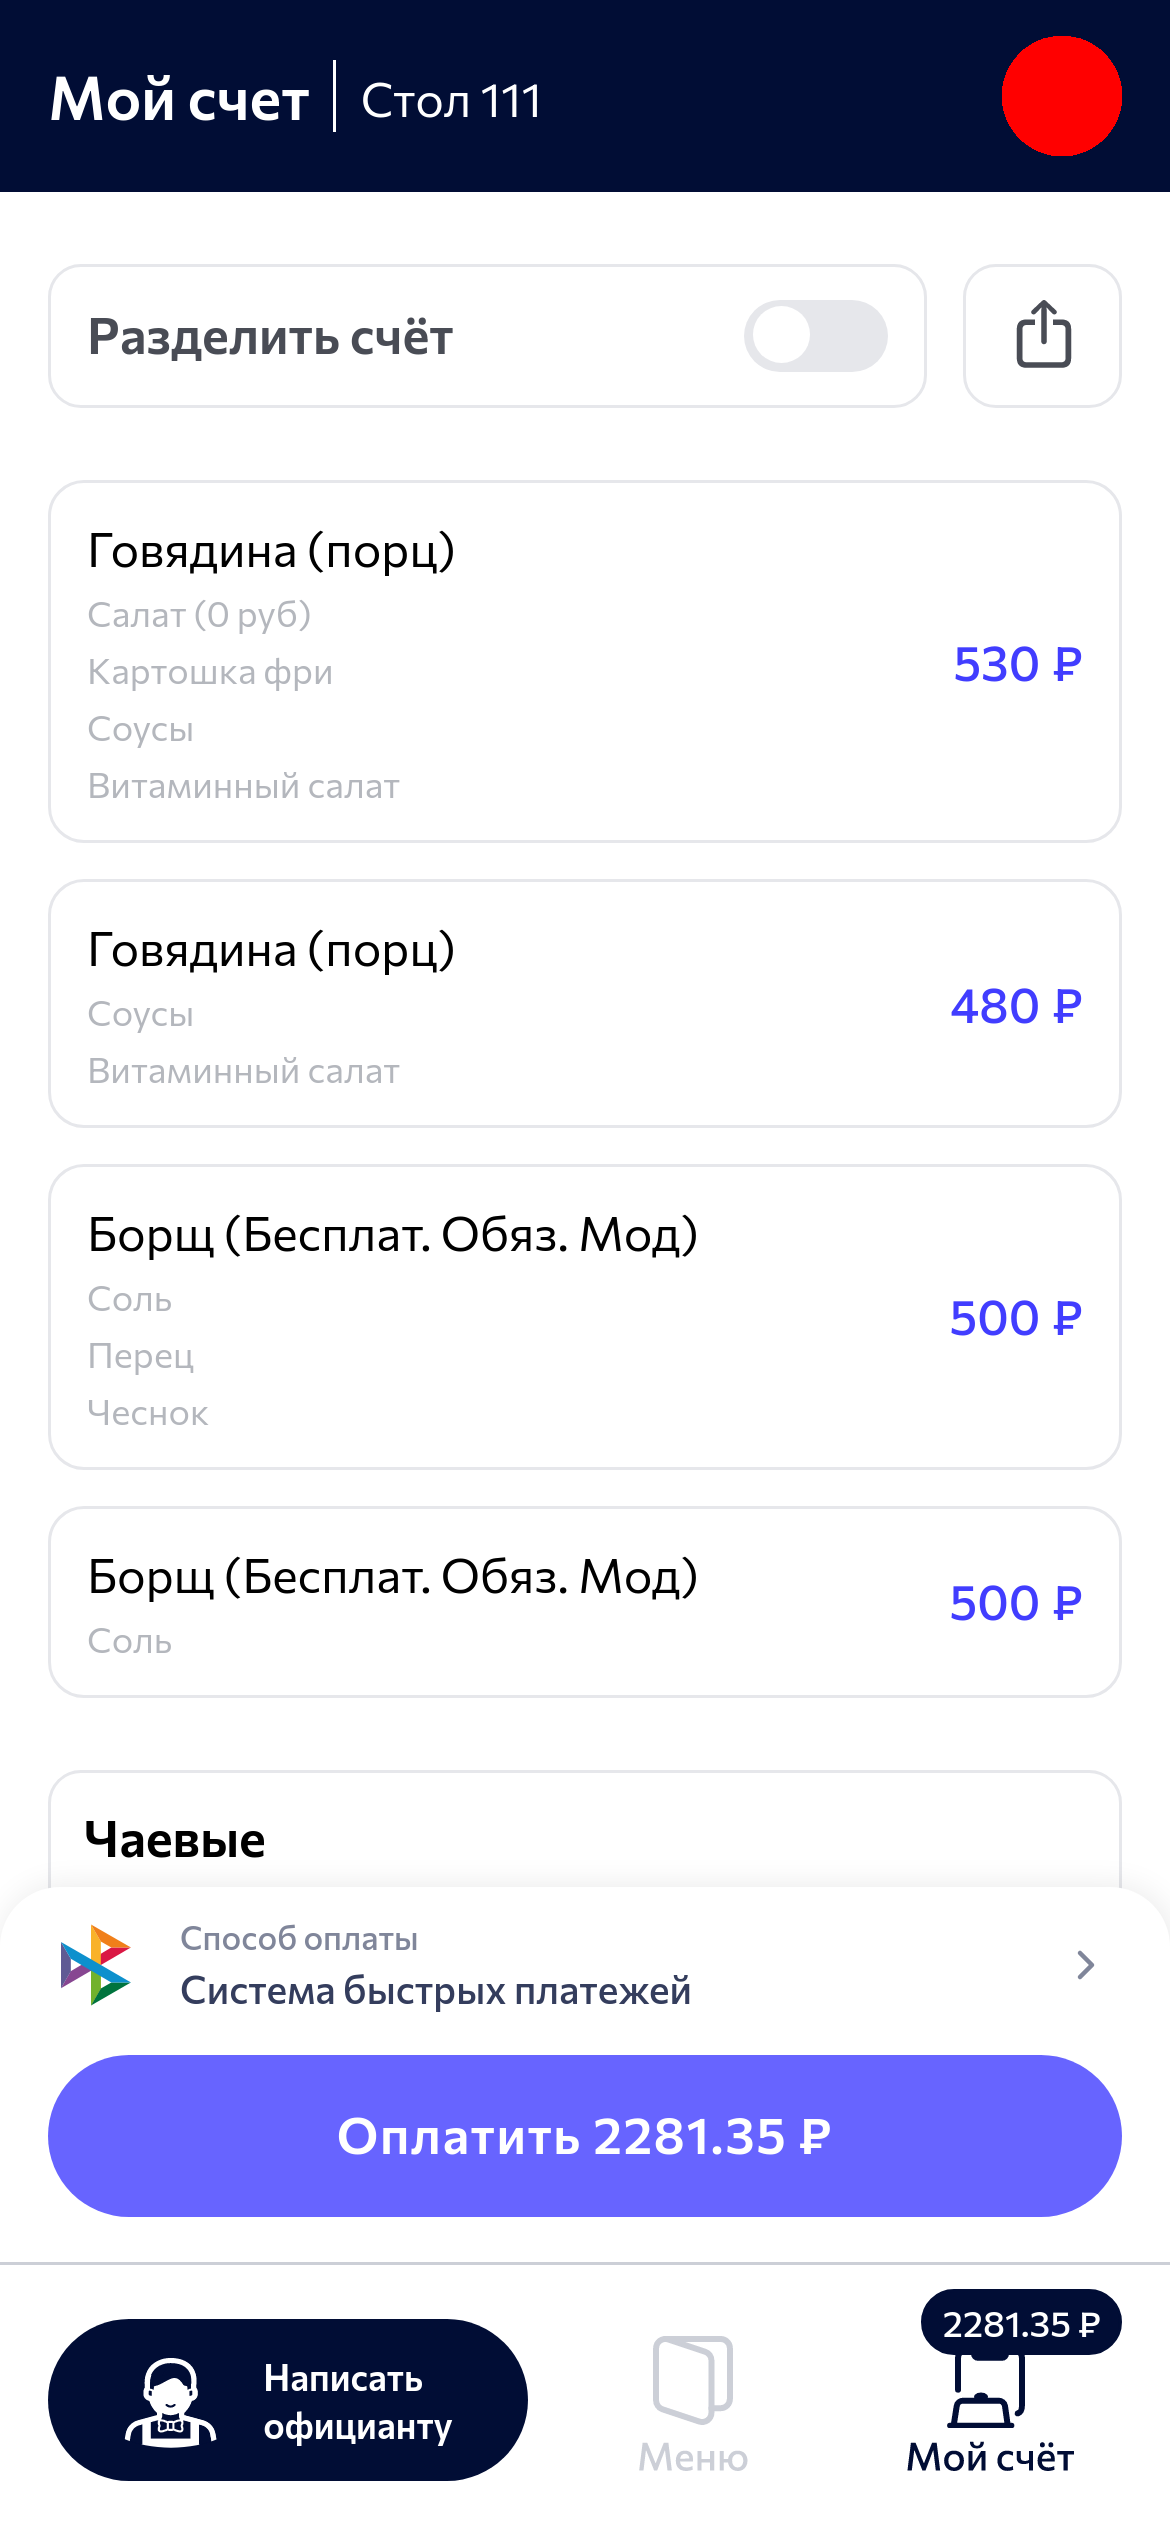 Мой счет
Стол 111
Разделить счёт
Говядина (порц)
Салат (0 руб)
Картошка фри
Соусы
Витаминный салат
530 ₽
Говядина (порц)
Соусы
Витаминный салат
480 ₽
Борщ (Бесплат. Обяз. Мод)
Соль
Перец
Чеснок
500 ₽
Борщ (Бесплат. Обяз. Мод)
Соль
500 ₽
Чаевые
Способ оплаты
Система быстрых платежей
Оплатить 2281.35 ₽
Написать
официанту
Меню
2281.35 ₽
Мой счёт